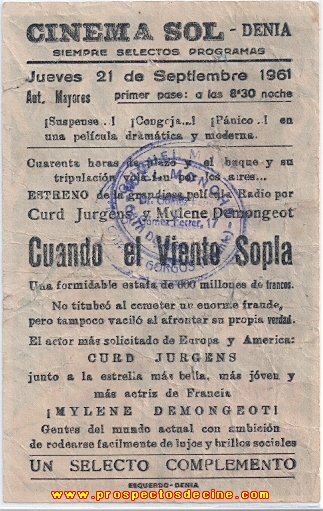 CINEMA SOL - DENIA
SIEMPRE SELECTOS PROGRAMAS
Jueves 21 de Septiembre 1961
Aut. Mayores primer pase: a las 8'30 noche
¡Suspense..! ¡Congoja...! ¡Pánico..! en
una película dramática y moderna.
Cuarenta horas de plazo y el buque y su
tripulación volarían por los aires...
ESTRENO de la grandiosa película Radio por
Curd Jurgens y Mylene Demongeot
Cuando el Viento Sopla
Una formidable estafa de 600 millones de francos.
No titubeó al cometer un enorme fraude,
pero tampoco vaciló al afrontar su propia verdad.
El actor más solicitado de Europa y America:
CURD JURGENS
junto a la estrella más bella, más jóven y
más actriz de Francia
¡MYLENE DEMONGEOT!
Gentes del mundo actual con ambición
de rodearse facilmente de lujos y brillos sociales
UN SELECTO COMPLEMENTO
ESQUERDO-DENIA
www.prospectosdecine.com